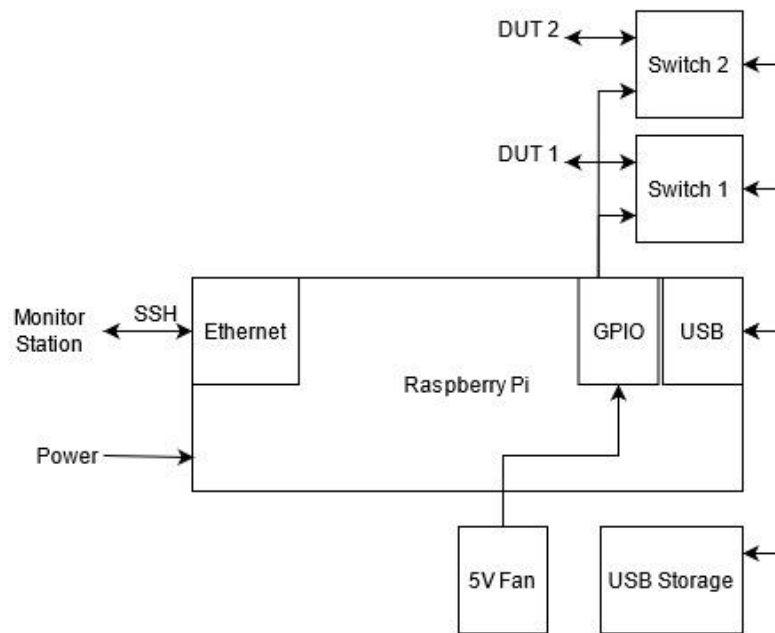 DUT 2
Switch 2
DUT 1
Switch 1
Monitor
Station
SSH
Ethernet
GPIO
USB
Raspberry Pi
Power
5V Fan
USB Storage